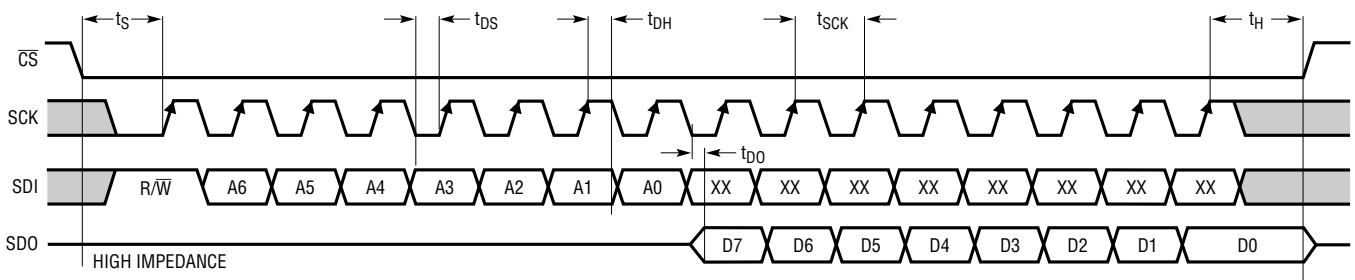 tS tDS tDH tSCK tH
CS
SCK
tDO
SDI R/W A6 A5 A4 A3 A2 A1 A0 XX XX XX XX XX XX XX XX
SDO D7 D6 D5 D4 D3 D2 D1 D0
HIGH IMPEDANCE